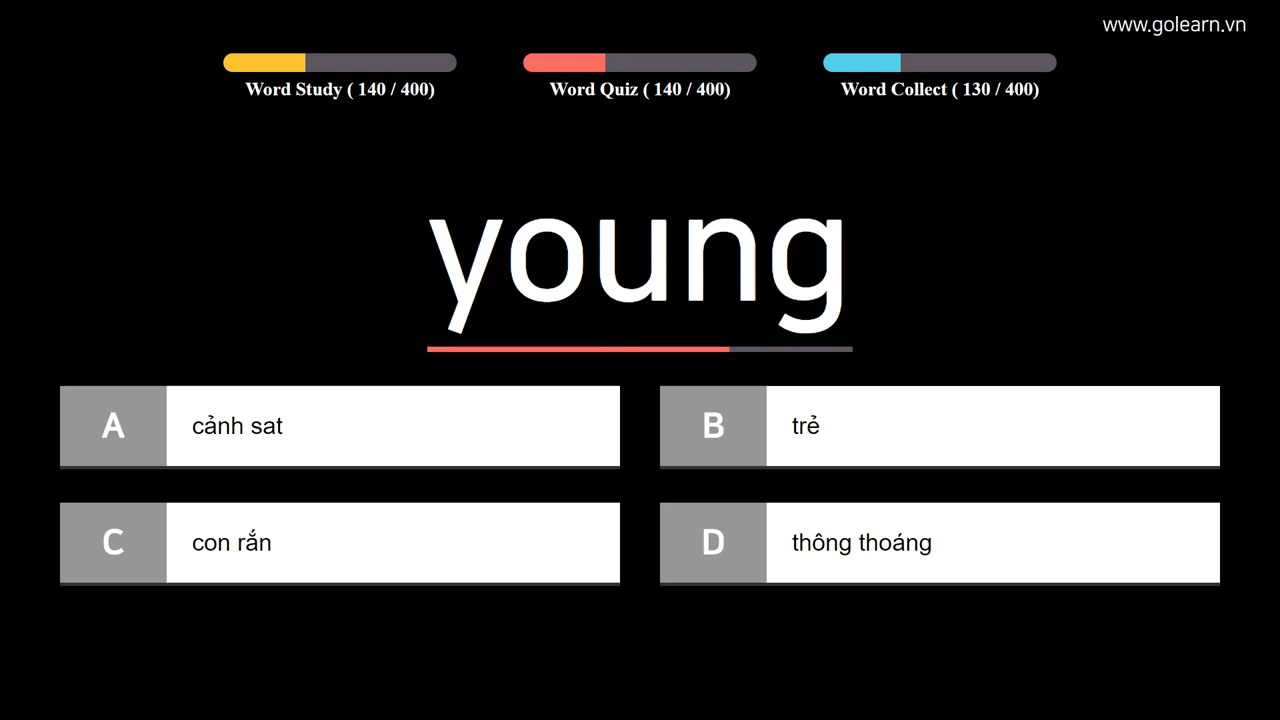 www.golearn.vn
Word Study ( 140 / 400)
Word Quiz ( 140 / 400)
Word Collect ( 130 / 400)
young
A cảnh sat
B trẻ
C con rắn
D thông thoáng